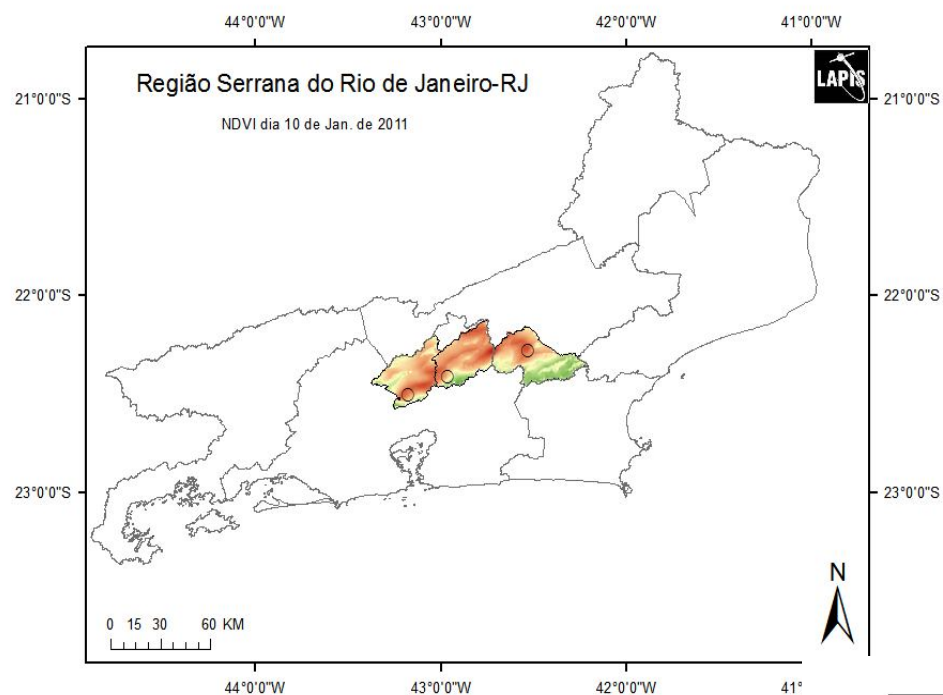 44°0'0"W 43°0'0"W 42°0'0"W 41°0'0"W
Região Serrana do Rio de Janeiro-RJ
LAPIS
21°0'0"S 21°0'0"S
NDVI dia 10 de Jan. de 2011
22°0'0"S 22°0'0"S
23°0'0"S 23°0'0"S
N
0 15 30 60 KM
44°0'0"W 43°0'0"W 42°0'0"W 41°